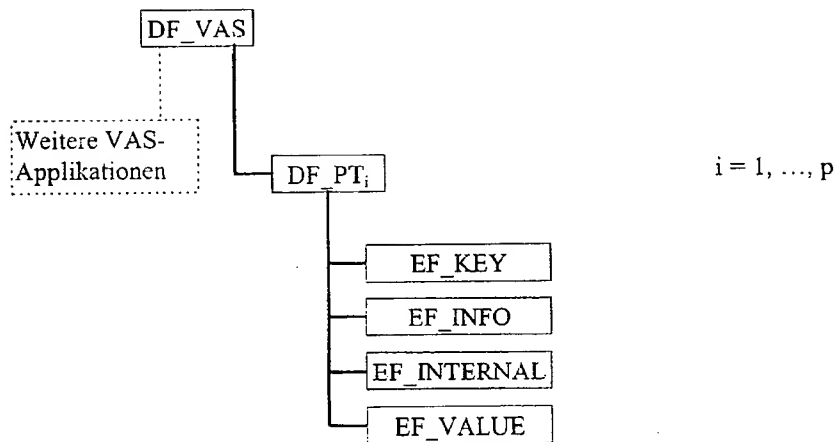 DF_VAS
Weitere VAS-
Applikationen
DF_PTᵢ
i = 1, ..., p
EF_KEY
EF_INFO
EF_INTERNAL
EF_VALUE